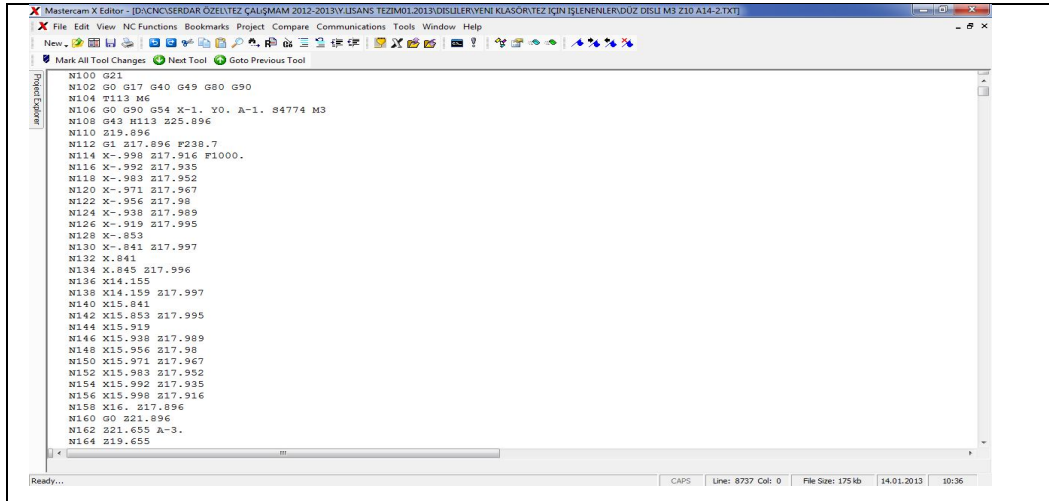 Mastercam X Editor - [D:\CNC\SERDAR ÖZEL\TEZ ÇALIŞMAM 2012-2013\Y.LISANS TEZIM01.2013\DISLILER\YENI KLASÖR\TEZ IÇIN IŞLENENLER\DÜZ DISLI M3 Z10 A14-2.TXT]
File Edit View NC Functions Bookmarks Project Compare Communications Tools Window Help
New
Mark All Tool Changes Next Tool Goto Previous Tool
Project Explorer
N100 G21
N102 G0 G17 G40 G49 G80 G90
N104 T113 M6
N106 G0 G90 G54 X-1. Y0. A-1. S4774 M3
N108 G43 H113 Z25.896
N110 Z19.896
N112 G1 Z17.896 F238.7
N114 X-.998 Z17.916 F1000.
N116 X-.992 Z17.935
N118 X-.983 Z17.952
N120 X-.971 Z17.967
N122 X-.956 Z17.98
N124 X-.938 Z17.989
N126 X-.919 Z17.995
N128 X-.853
N130 X-.841 Z17.997
N132 X.841
N134 X.845 Z17.996
N136 X14.155
N138 X14.159 Z17.997
N140 X15.841
N142 X15.853 Z17.995
N144 X15.919
N146 X15.938 Z17.989
N148 X15.956 Z17.98
N150 X15.971 Z17.967
N152 X15.983 Z17.952
N154 X15.992 Z17.935
N156 X15.998 Z17.916
N158 X16. Z17.896
N160 G0 Z21.896
N162 Z21.655 A-3.
N164 Z19.655
Ready... CAPS Line: 8737 Col: 0 File Size: 175 kb 14.01.2013 10:36